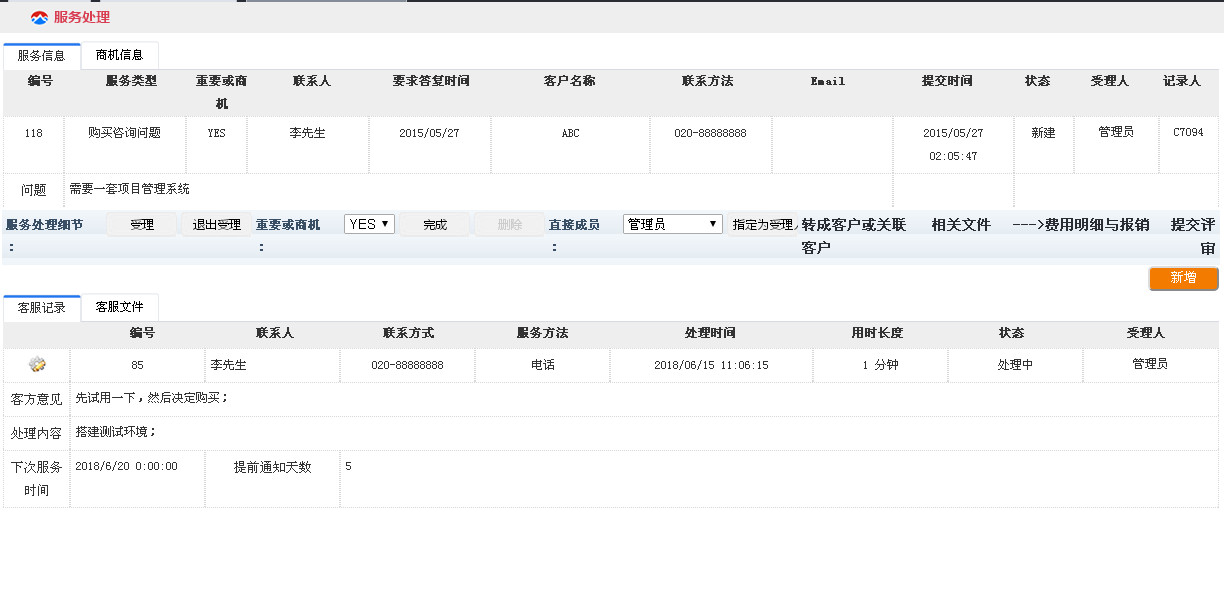 服务处理
服务信息 商机信息
编号 服务类型 重要或商机 联系人 要求答复时间 客户名称 联系方法 Email 提交时间 状态 受理人 记录人
118 购买咨询问题 YES 李先生 2015/05/27 ABC 020-88888888 2015/05/27 02:05:47 新建 管理员 C7094
问题 需要一套项目管理系统
服务处理细节： 受理 退出受理 重要或商机： YES 完成 删除 直接成员： 管理员 指定为受理 转成客户或关联客户 相关文件 --->费用明细与报销 提交评审
新增
客服记录 客服文件
编号 联系人 联系方式 服务方法 处理时间 用时长度 状态 受理人
85 李先生 020-88888888 电话 2018/06/15 11:06:15 1 分钟 处理中 管理员
客方意见 先试用一下，然后决定购买；
处理内容 搭建测试环境；
下次服务时间 2018/6/20 0:00:00 提前通知天数 5